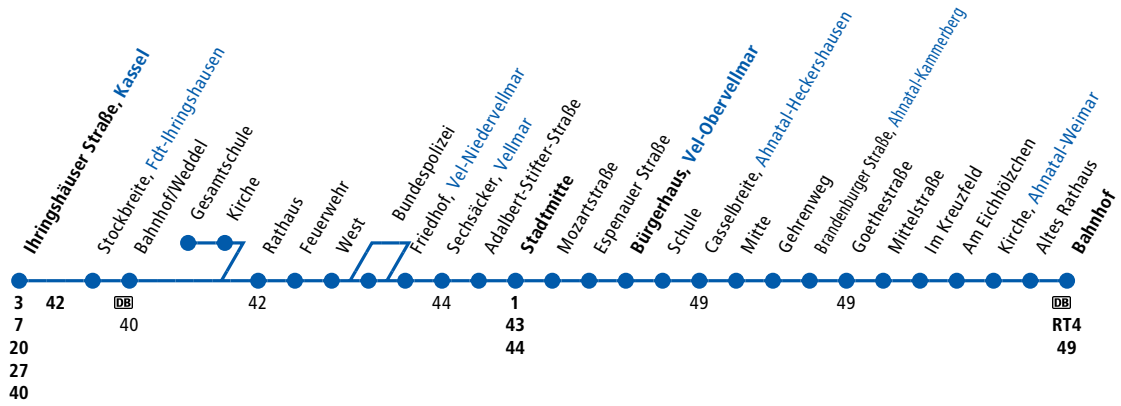 Ihringshäuser Straße, Kassel
Stockbreite, Fdt-Ihringshausen
Bahnhof/Weddel
Gesamtschule
Kirche
Rathaus
Feuerwehr
West
Bundespolizei
Friedhof, Vel-Niedervellmar
Sechsäcker, Vellmar
Adalbert-Stifter-Straße
Stadtmitte
Mozartstraße
Espenauer Straße
Bürgerhaus, Vel-Obervellmar
Schule
Casselbreite, Ahnatal-Heckershausen
Mitte
Gehrenweg
Brandenburger Straße, Ahnatal-Kammerberg
Goethestraße
Mittelstraße
Im Kreuzfeld
Am Eichhölzchen
Kirche, Ahnatal-Weimar
Altes Rathaus
Bahnhof
3 42 DB 42 44 1 49 49 DB
7 40 43 RT4
20 44 49
27
40